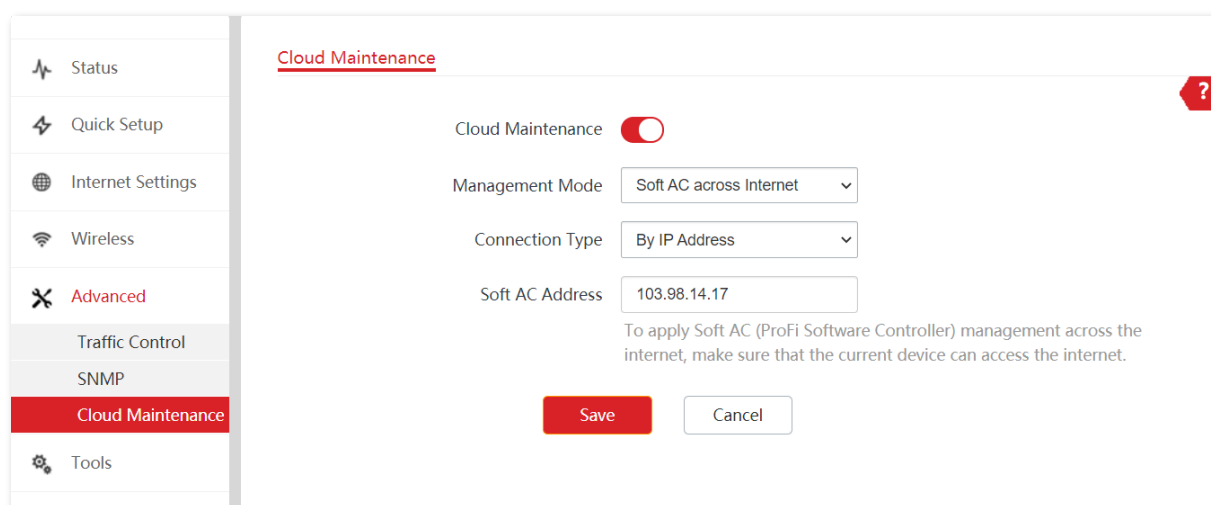 Status
Quick Setup
Internet Settings
Wireless
Advanced
Traffic Control
SNMP
Cloud Maintenance
Tools
Cloud Maintenance
?
Cloud Maintenance
Management Mode Soft AC across Internet
Connection Type By IP Address
Soft AC Address 103.98.14.17
To apply Soft AC (ProFi Software Controller) management across the
internet, make sure that the current device can access the internet.
Save Cancel